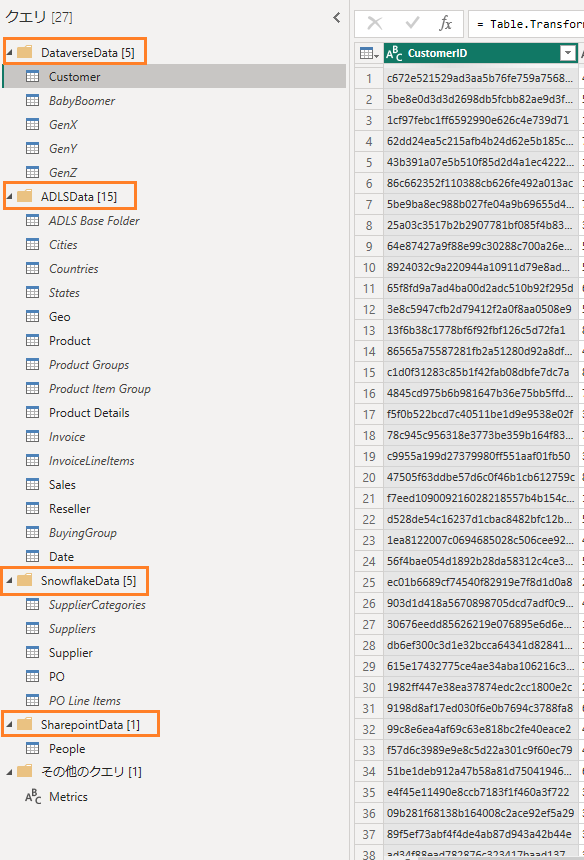 クエリ [27]
DataverseData [5]
Customer
BabyBoomer
GenX
GenY
GenZ
ADLSData [15]
ADLS Base Folder
Cities
Countries
States
Geo
Product
Product Groups
Product Item Group
Product Details
Invoice
InvoiceLineItems
Sales
Reseller
BuyingGroup
Date
SnowflakeData [5]
SupplierCategories
Suppliers
Supplier
PO
PO Line Items
SharepointData [1]
People
その他のクエリ [1]
ABC Metrics
fx
= Table.Transfor
ABC CustomerID
1 c672e521529ad3aa5b76fe759a7568...
2 5be8e0d3d3d2698db5fcbb82ae9d3f...
3 1cf97febc1ff6592990e626c4e739d71
4 62dd24ea5c215afb4b24d62e5b185c...
5 43b391a07e5b510f85d2d4a1ec4222...
6 86c662352f110388cb626fe492a013ac
7 5be9ba8ec988b027fe04a9b69655d4...
8 25a03c3517b2b2907781bf085f4b83...
9 64e87427a9f88e99c30288c700a26e...
10 8924032c9a220944a10911d79e8ad...
11 65f8fd9a7ad4ba00d2adc510b92f295d
12 3e8c5947cfb2d79412f2a0f8aa0508e9
13 13f6b38c1778bf6f92fbf126c5d72fa1
14 86565a75587281fb2a51280d92a8df...
15 c1d0f31283c85b1f42fab08dbfe7dc7a
16 4845cd975b6b981647b36e75bb5ffd...
17 f5f0b522bcd7c40511be1d9e9538e02f
18 78c945c956318e3773be359b164f83...
19 c9955a199d27379980ff551aaf01fb50
20 47505f63ddbe57d6c0f46b1cb612759c
21 f7eed109009216028218557b4b154c...
22 d528de54c16237d1cbac8482bfc12b...
23 1ea8122007c0694685028c506cee92...
24 56f4bae054d1892b28da58312c4ce3...
25 ec01b6689cf74540f82919e7f8d1d0a8
26 903d1d418a5670898705dcd7adf0c9...
27 30676eedd85626219e076895e6d6e...
28 db6ef300c3d1e32bcca64341d82841...
29 615e17432775ce4ae34aba106216c3...
30 1982ff447e38ea37874edc2cc1800e2c
31 9198d8af17ed030f6e0b7694c3788fa8
32 99c8e6ea4af69c63e818bc2fe40eace2
33 f57d6c3989e9e8c5d22a301c9f60ec79
34 51be1deb912a47b58a81d75041946...
35 e4f45e11490e8ccb7183f1f460a3f722
36 09b281f68138b164008c2ace92ef5a29
37 89f5ef73abf4f4de4ab87d943a42b44e
38 ad34f88ead782876c323417baad137...